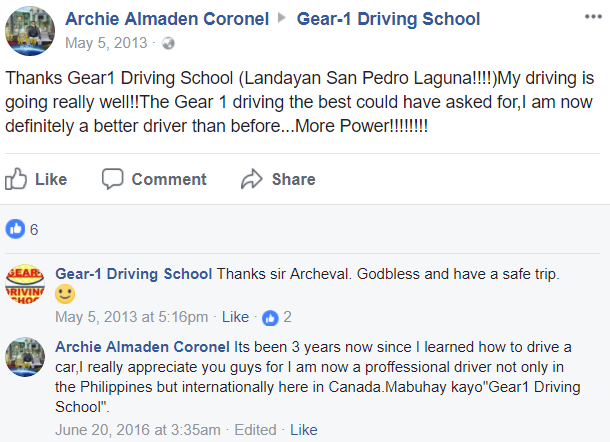 Archie Almaden Coronel ▶ Gear-1 Driving School
May 5, 2013 ·
Thanks Gear1 Driving School (Landayan San Pedro Laguna!!!!)My driving is
going really well!!The Gear 1 driving the best could have asked for,I am now
definitely a better driver than before...More Power!!!!!!!!
Like Comment Share
6
GEAR-
DRIVING
SCHOO
Gear-1 Driving School Thanks sir Archeval. Godbless and have a safe trip.
May 5, 2013 at 5:16pm · Like · 2
Archie Almaden Coronel Its been 3 years now since I learned how to drive a
car,I really appreciate you guys for I am now a proffessional driver not only in
the Philippines but internationally here in Canada.Mabuhay kayo"Gear1 Driving
School".
June 20, 2016 at 3:35am · Edited · Like